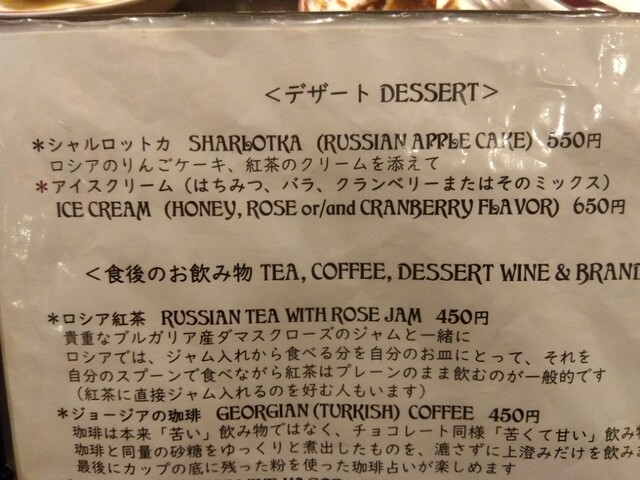 ＜デザート DESSERT＞
＊シャルロットカ SHARLOTKA (RUSSIAN APPLE CAKE) 550円
ロシアのりんごケーキ、紅茶のクリームを添えて
＊アイスクリーム（はちみつ、バラ、クランベリーまたはそのミックス）
ICE CREAM (HONEY, ROSE or/and CRANBERRY FLAVOR) 650円
＜食後のお飲み物 TEA, COFFEE, DESSERT WINE & BRAND
＊ロシア紅茶 RUSSIAN TEA WITH ROSE JAM 450円
貴重なブルガリア産ダマスクローズのジャムと一緒に
ロシアでは、ジャム入れから食べる分を自分のお皿にとって、それを
自分のスプーンで食べながら紅茶はプレーンのまま飲むのが一般的です
（紅茶に直接ジャム入れるのを好む人もいます）
＊ジョージアの珈琲 GEORGIAN (TURKISH) COFFEE 450円
珈琲は本来「苦い」飲み物ではなく、チョコレート同様「苦くて甘い」飲み物
珈琲と同量の砂糖をゆっくりと煮出したものを、漉さずに上澄みだけを飲みま
最後にカップの底に残った粉を使った珈琲占いが楽しめます